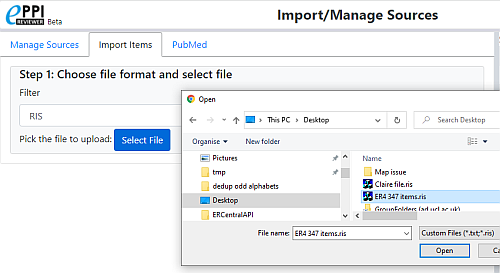 ePPI
REVIEWER Beta
Import/Manage Sources
Manage Sources
Import Items
PubMed
Step 1: Choose file format and select file
Filter
RIS
Pick the file to upload:
Select File
Open
This PC
Desktop
Search Desktop
Organise
New folder
Pictures
tmp
dedup odd alphabets
Desktop
ERCentralAPI
Name
Map issue
Claire file.ris
ER4 347 items.ris
GroupFolders (ad.ucl.ac.uk)
File name:
ER4 347 items.ris
Custom Files (*.txt;*.ris)
Open
Ca